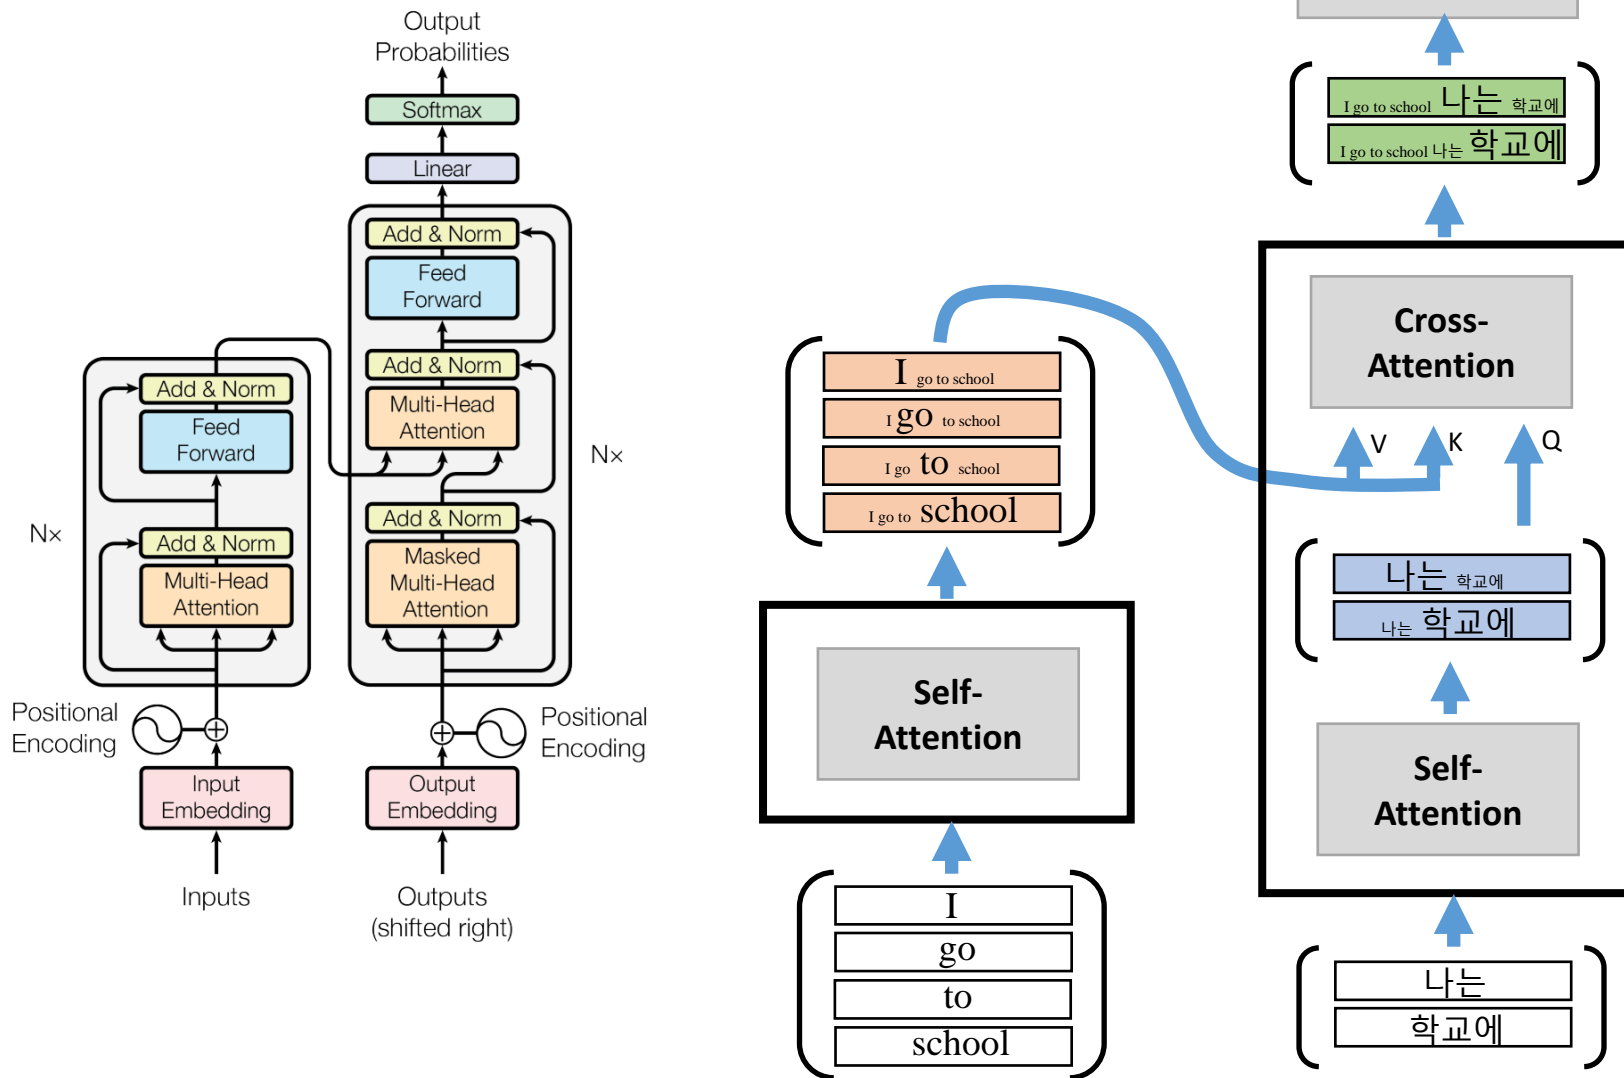 Output
Probabilities
Softmax
Linear
Add & Norm
Feed
Forward
Add & Norm
Multi-Head
Attention
Add & Norm
Masked
Multi-Head
Attention
N×
Add & Norm
Feed
Forward
N×
Add & Norm
Multi-Head
Attention
Positional
Encoding
Positional
Encoding
Input
Embedding
Output
Embedding
Inputs
Outputs
(shifted right)
I go to school
I go to school
I go to school
I go to school
Self-
Attention
I
go
to
school
I go to school 나는 학교에
I go to school 나는 학교에
Cross-
Attention
V K Q
나는 학교에
나는 학교에
Self-
Attention
나는
학교에